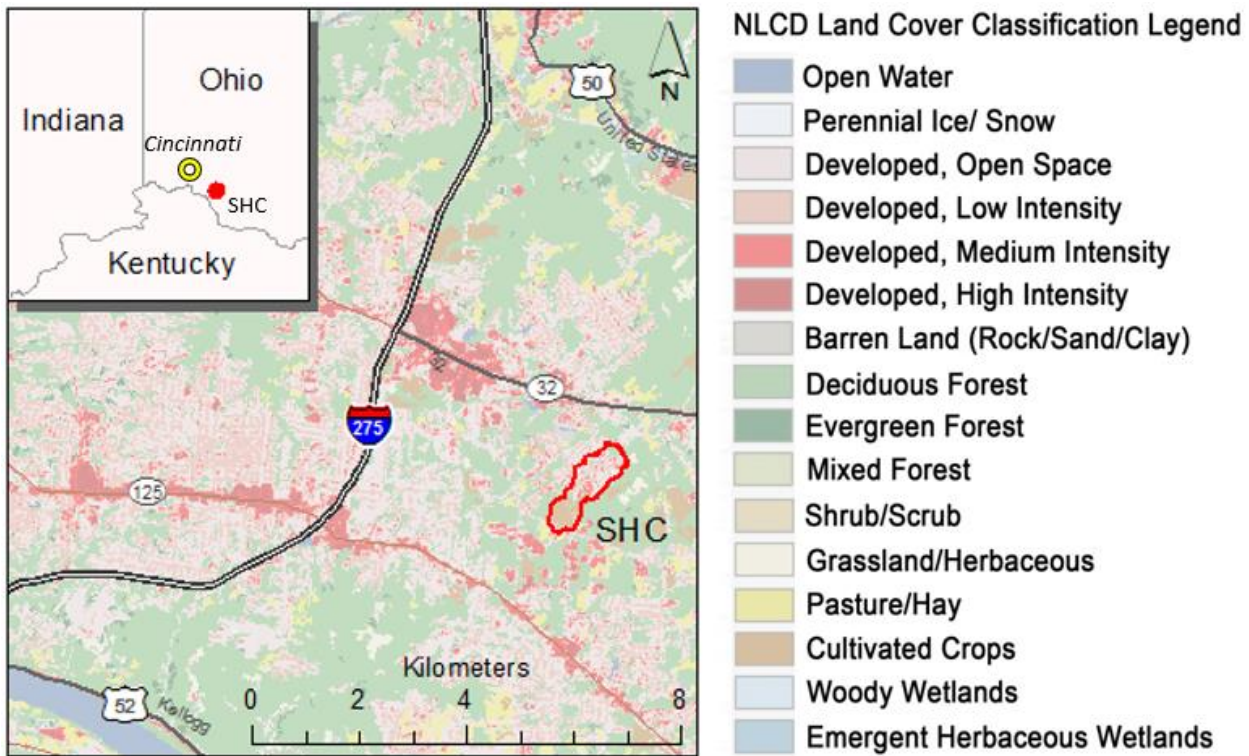 Ohio
Indiana
Cincinnati
SHC
Kentucky
50
N
United States
32
32
275
125
SHC
Kilometers
0 2 4 8
52
Kellogg
NLCD Land Cover Classification Legend
Open Water
Perennial Ice/ Snow
Developed, Open Space
Developed, Low Intensity
Developed, Medium Intensity
Developed, High Intensity
Barren Land (Rock/Sand/Clay)
Deciduous Forest
Evergreen Forest
Mixed Forest
Shrub/Scrub
Grassland/Herbaceous
Pasture/Hay
Cultivated Crops
Woody Wetlands
Emergent Herbaceous Wetlands